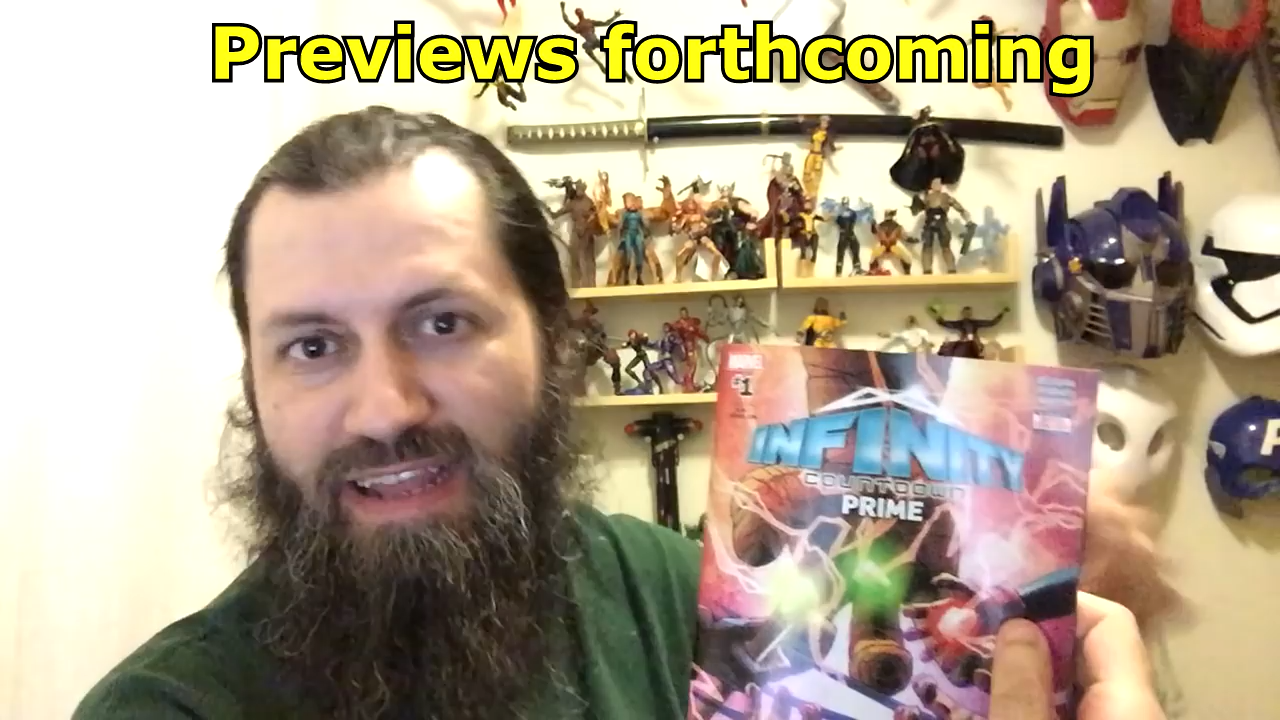 Previews forthcoming
MARVEL
#1
INFINITY
COUNTDOWN
PRIME